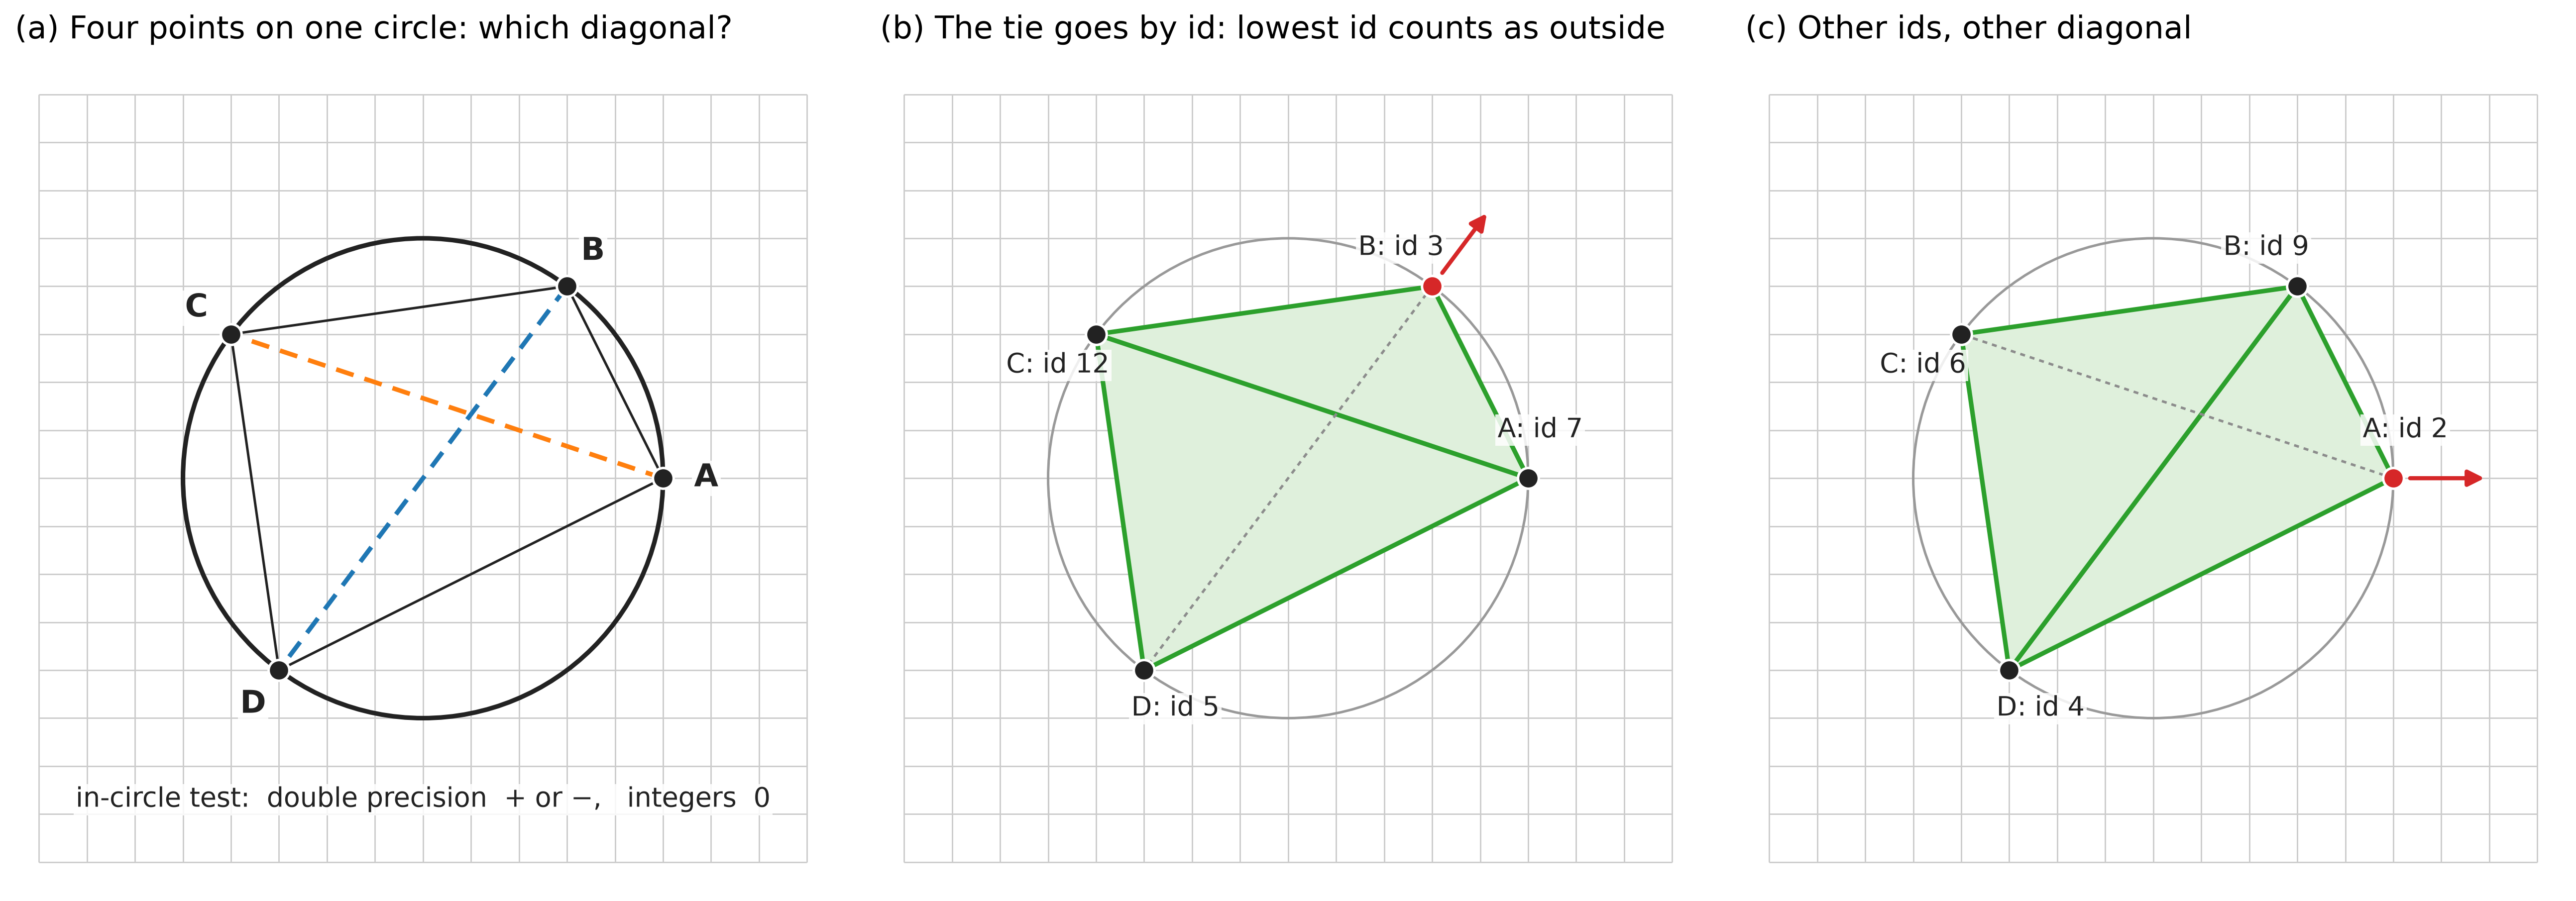 (a) Four points on one circle: which diagonal?
B
C
A
D
in-circle test:  double precision  + or −,   integers  0
(b) The tie goes by id: lowest id counts as outside
B: id 3
C: id 12
A: id 7
D: id 5
(c) Other ids, other diagonal
B: id 9
C: id 6
A: id 2
D: id 4